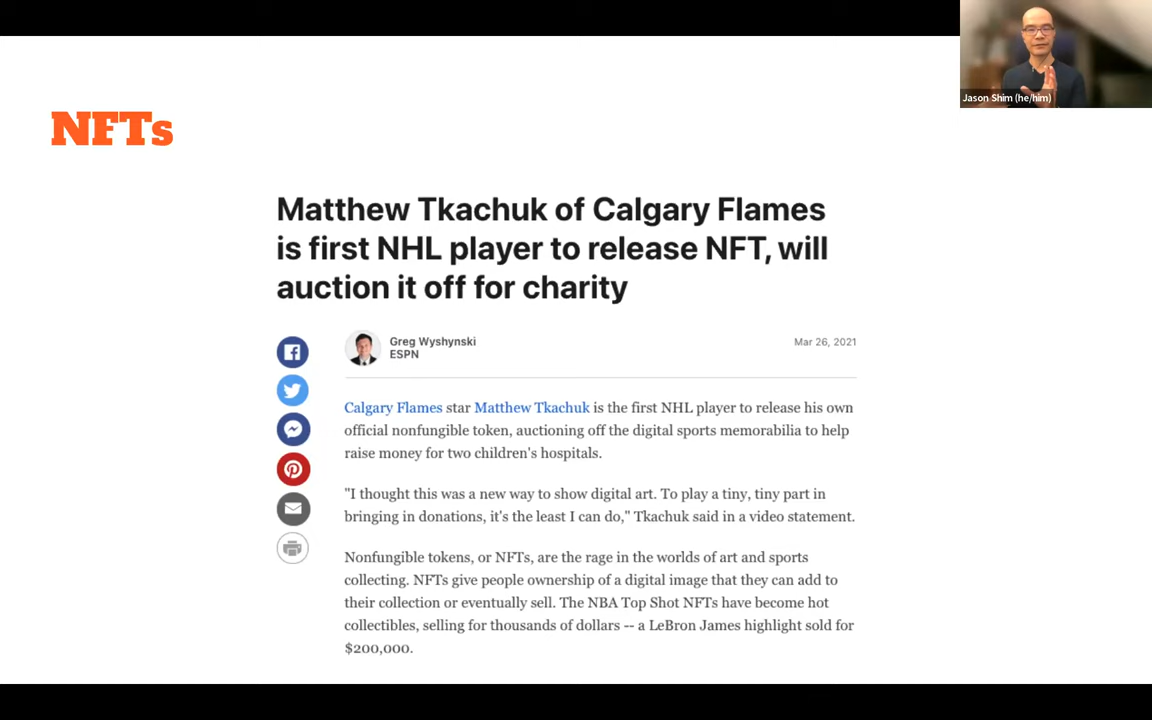 Jason Shim (he/him)
NFTs
Matthew Tkachuk of Calgary Flames
is first NHL player to release NFT, will
auction it off for charity
Greg Wyshynski
ESPN
Mar 26, 2021
Calgary Flames star Matthew Tkachuk is the first NHL player to release his own
official nonfungible token, auctioning off the digital sports memorabilia to help
raise money for two children's hospitals.
"I thought this was a new way to show digital art. To play a tiny, tiny part in
bringing in donations, it's the least I can do," Tkachuk said in a video statement.
Nonfungible tokens, or NFTs, are the rage in the worlds of art and sports
collecting. NFTs give people ownership of a digital image that they can add to
their collection or eventually sell. The NBA Top Shot NFTs have become hot
collectibles, selling for thousands of dollars -- a LeBron James highlight sold for
$200,000.